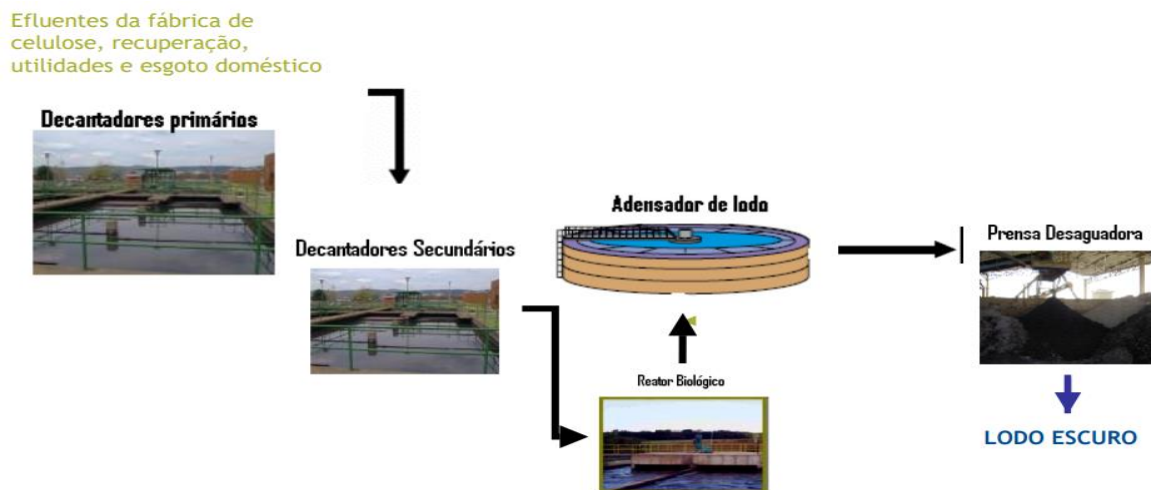 Efluentes da fábrica de
celulose, recuperação,
utilidades e esgoto doméstico
Decantadores primários
Decantadores Secundários
Adensador de lodo
Reator Biológico
Prensa Desaguadora
LODO ESCURO